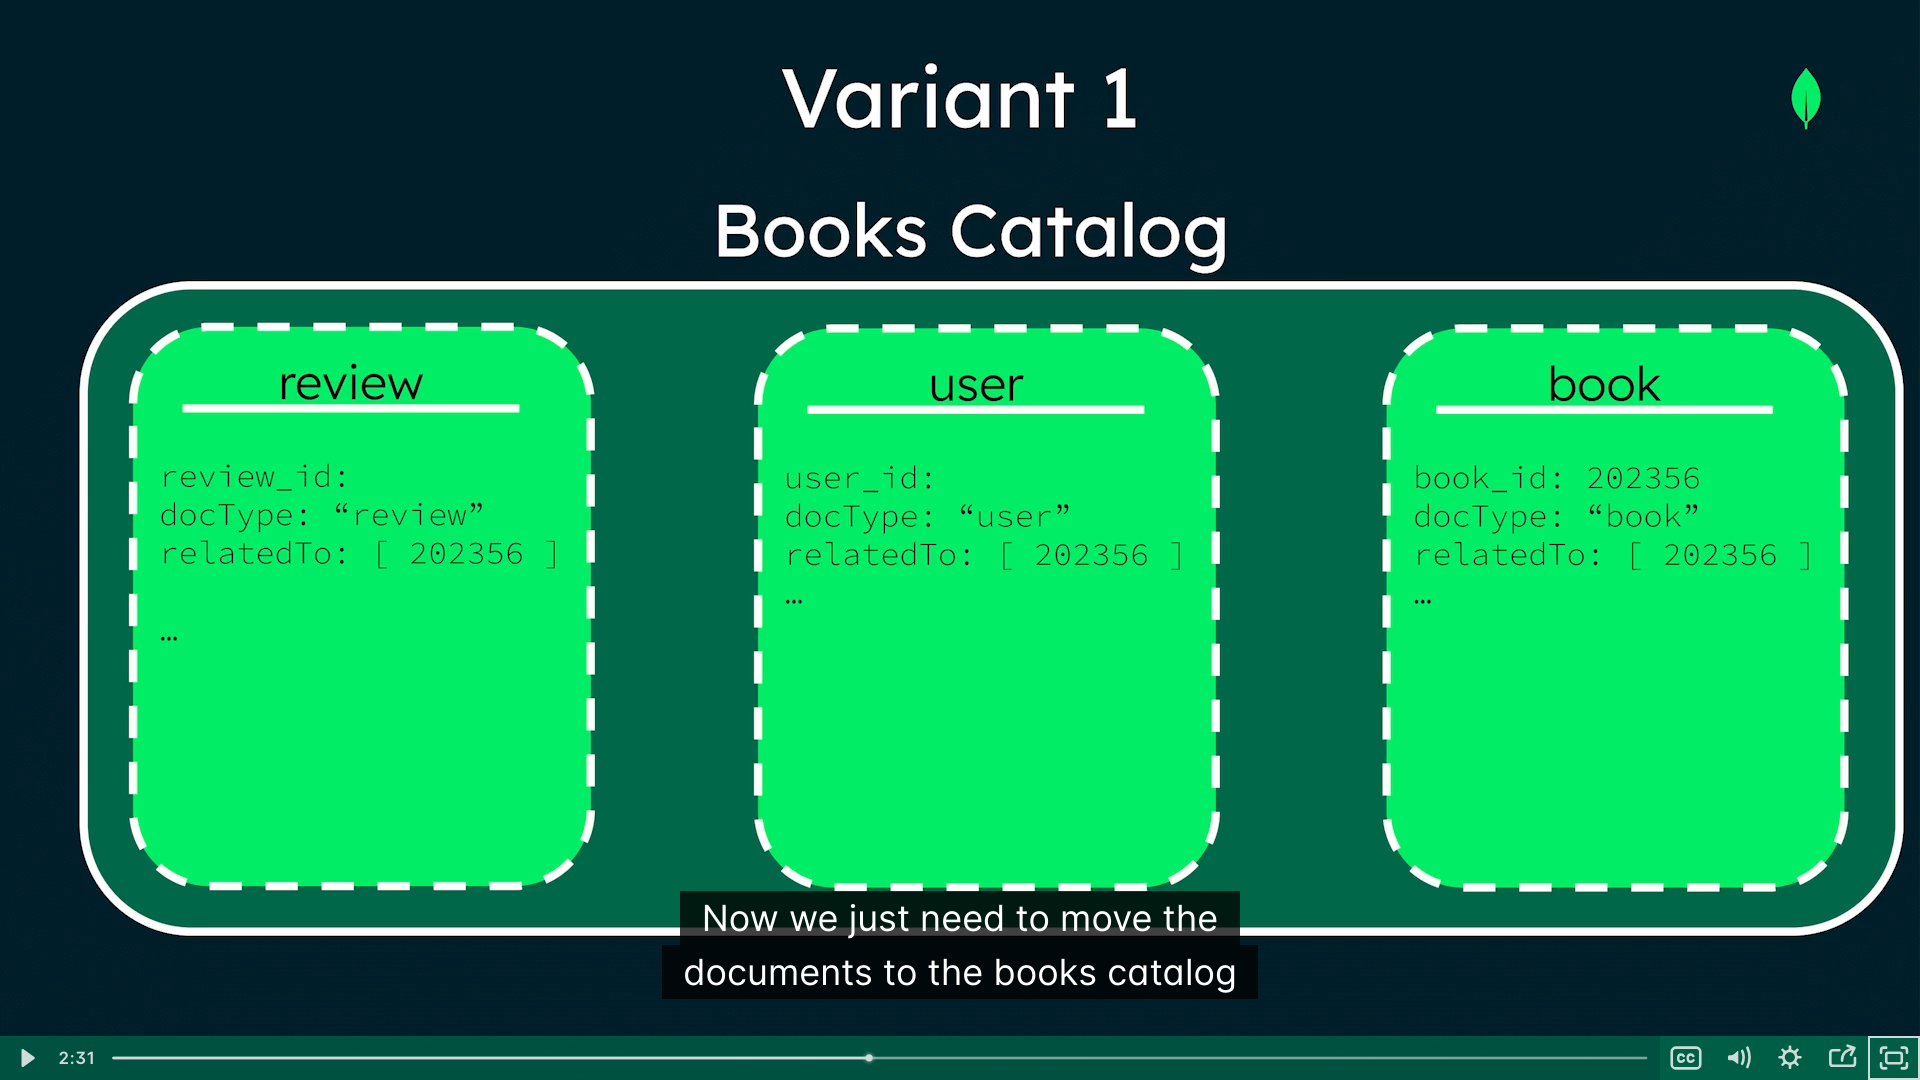 Variant 1
Books Catalog
review
review_id:
docType: “review”
relatedTo: [ 202356 ]
…
user
user_id:
docType: “user”
relatedTo: [ 202356 ]
…
book
book_id: 202356
docType: “book”
relatedTo: [ 202356 ]
…
Now we just need to move the
documents to the books catalog
2:31
CC